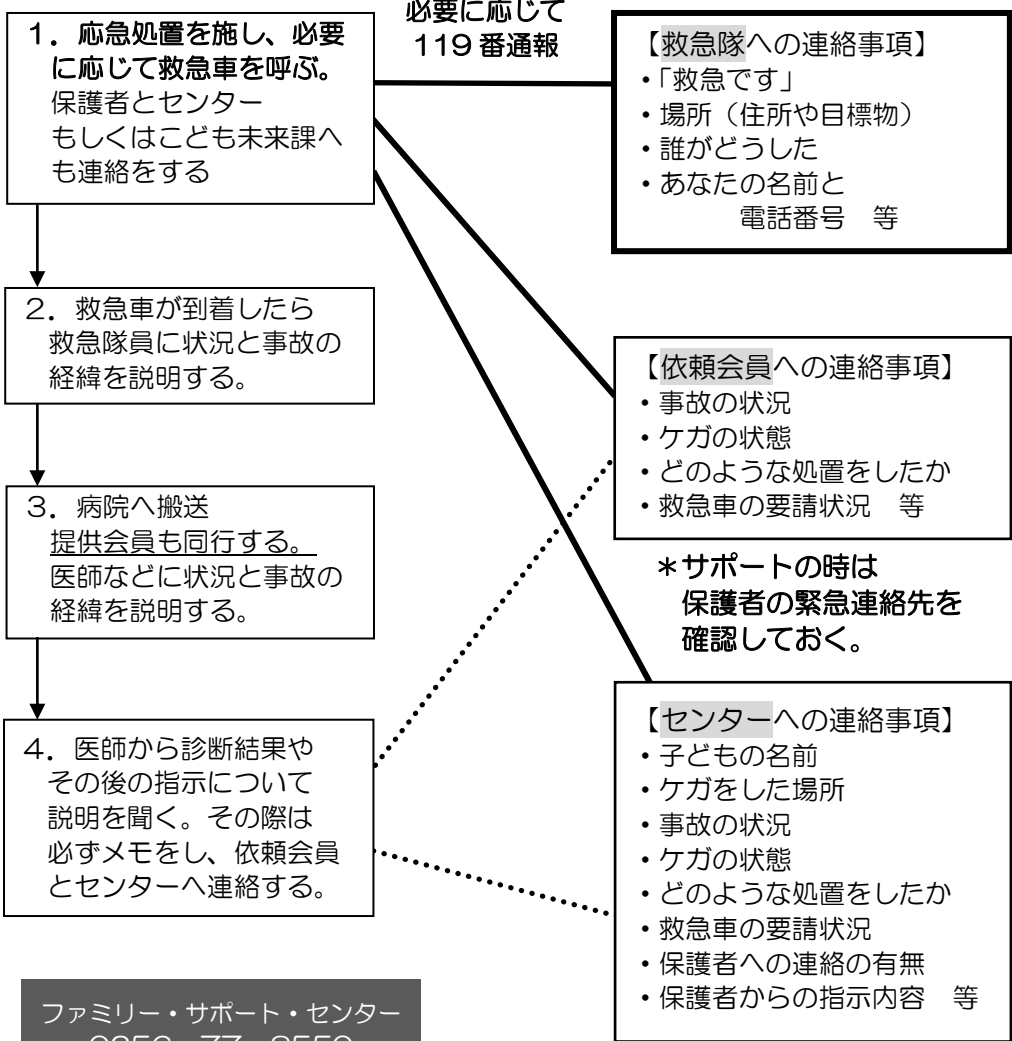 必要に応じて
119番通報
1．応急処置を施し、必要
に応じて救急車を呼ぶ。
保護者とセンター
もしくはこども未来課へ
も連絡をする
2．救急車が到着したら
救急隊員に状況と事故の
経緯を説明する。
3．病院へ搬送
提供会員も同行する。
医師などに状況と事故の
経緯を説明する。
4．医師から診断結果や
その後の指示について
説明を聞く。その際は
必ずメモをし、依頼会員
とセンターへ連絡する。
【救急隊への連絡事項】
・「救急です」
・場所（住所や目標物）
・誰がどうした
・あなたの名前と
電話番号　等
【依頼会員への連絡事項】
・事故の状況
・ケガの状態
・どのような処置をしたか
・救急車の要請状況　等
＊サポートの時は
保護者の緊急連絡先を
確認しておく。
【センターへの連絡事項】
・子どもの名前
・ケガをした場所
・事故の状況
・ケガの状態
・どのような処置をしたか
・救急車の要請状況
・保護者への連絡の有無
・保護者からの指示内容　等
ファミリー・サポート・センター